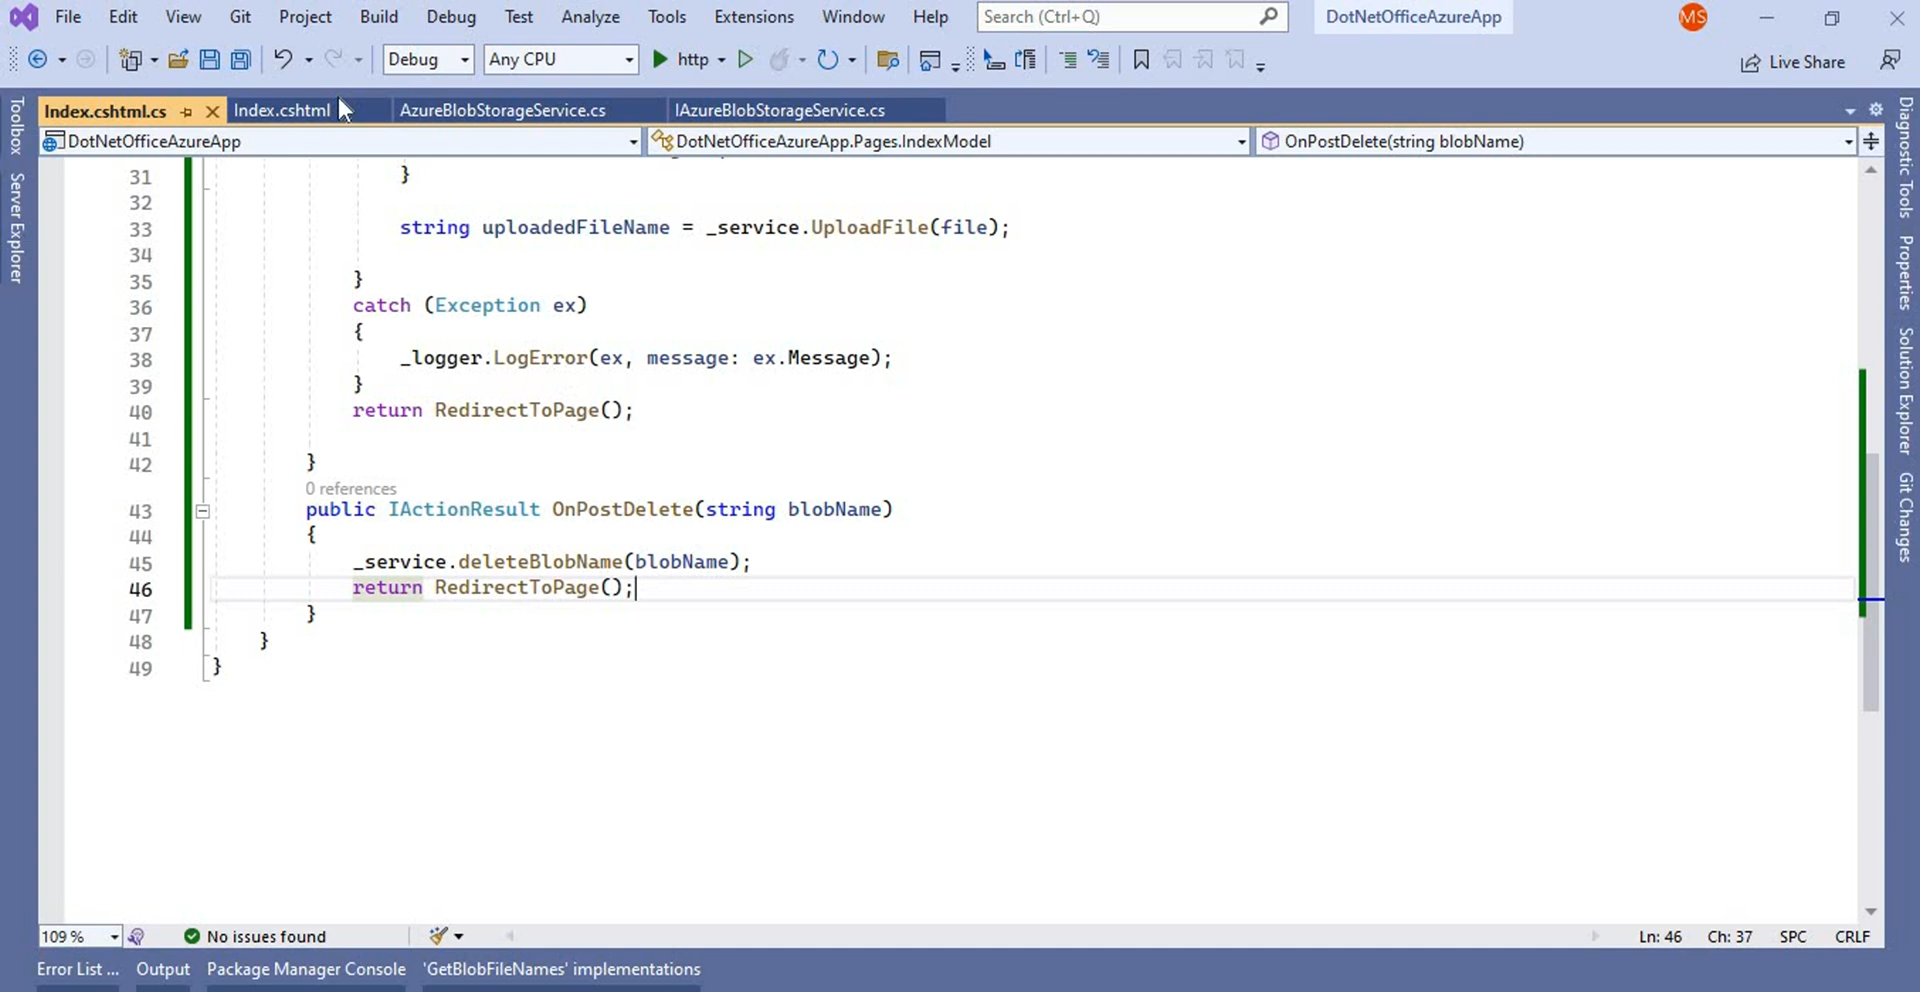 File Edit View Git Project Build Debug Test Analyze Tools Extensions Window Help Search (Ctrl+Q) DotNetOfficeAzureApp MS
Debug Any CPU http Live Share
Index.cshtml.cs Index.cshtml AzureBlobStorageService.cs IAzureBlobStorageService.cs
DotNetOfficeAzureApp DotNetOfficeAzureApp.Pages.IndexModel OnPostDelete(string blobName)
Toolbox
Server Explorer
31 }
32
33 string uploadedFileName = _service.UploadFile(file);
34
35 }
36 catch (Exception ex)
37 {
38 _logger.LogError(ex, message: ex.Message);
39 }
40 return RedirectToPage();
41
42 }
0 references
43 public IActionResult OnPostDelete(string blobName)
44 {
45 _service.deleteBlobName(blobName);
46 return RedirectToPage();
47 }
48 }
49 }
Diagnostic Tools
Properties
Solution Explorer
Git Changes
109 % No issues found Ln: 46 Ch: 37 SPC CRLF
Error List ... Output Package Manager Console 'GetBlobFileNames' implementations